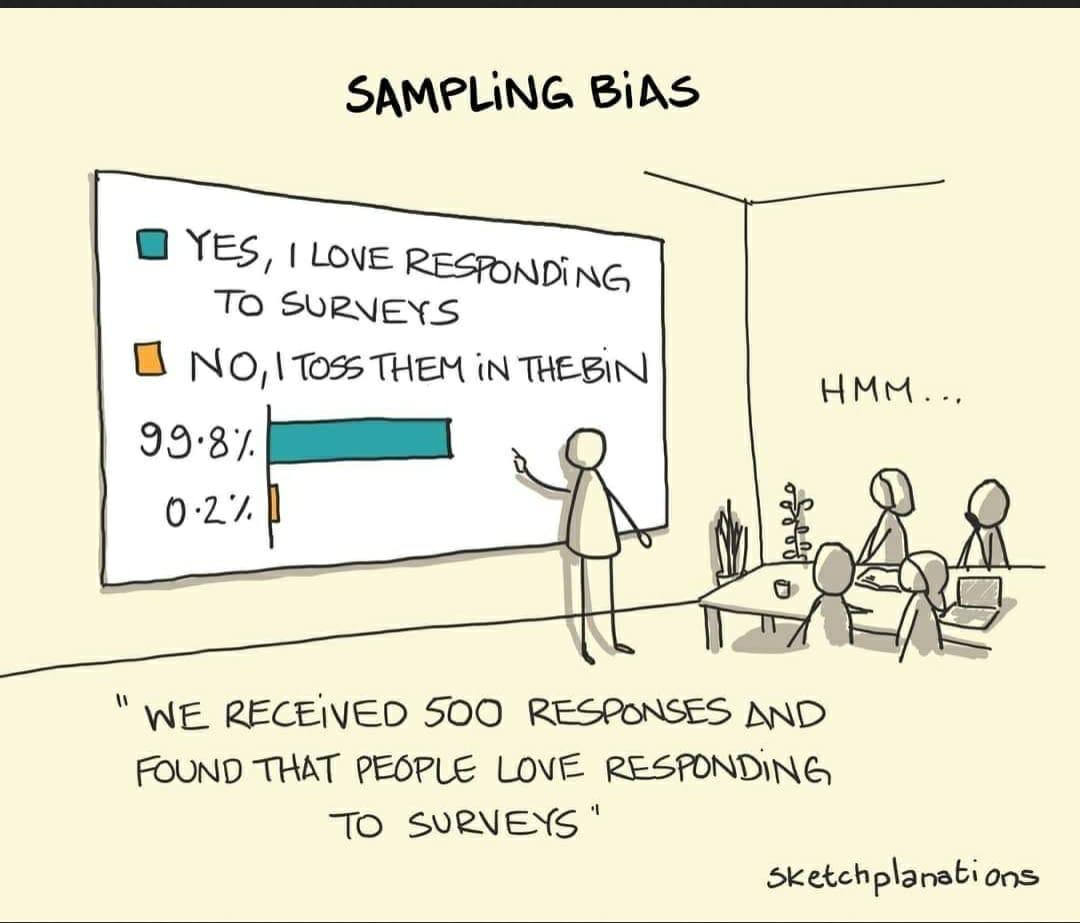 SAMPLING BIAS
YES, I LOVE RESPONDING
TO SURVEYS
NO, I TOSS THEM IN THE BIN
99.8%
0.2%
HMM...
"WE RECEIVED 500 RESPONSES AND
FOUND THAT PEOPLE LOVE RESPONDING
TO SURVEYS"
sketchplanations